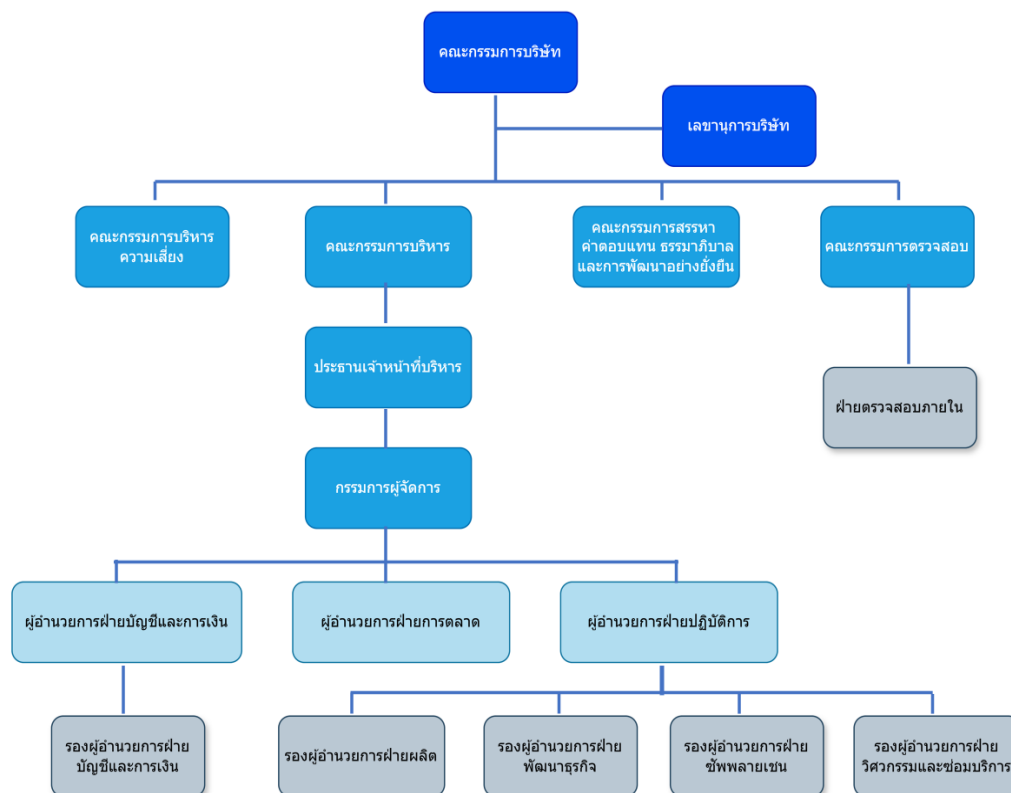 คณะกรรมการบริษัท
เลขานุการบริษัท
คณะกรรมการบริหาร
ความเสี่ยง
คณะกรรมการบริหาร
คณะกรรมการสรรหา
ค่าตอบแทน ธรรมาภิบาล
และการพัฒนาอย่างยั่งยืน
คณะกรรมการตรวจสอบ
ประธานเจ้าหน้าที่บริหาร
ฝ่ายตรวจสอบภายใน
กรรมการผู้จัดการ
ผู้อำนวยการฝ่ายบัญชีและการเงิน
ผู้อำนวยการฝ่ายการตลาด
ผู้อำนวยการฝ่ายปฏิบัติการ
รองผู้อำนวยการฝ่าย
บัญชีและการเงิน
รองผู้อำนวยการฝ่ายผลิต
รองผู้อำนวยการฝ่าย
พัฒนาธุรกิจ
รองผู้อำนวยการฝ่าย
ซัพพลายเชน
รองผู้อำนวยการฝ่าย
วิศวกรรมและซ่อมบริการ